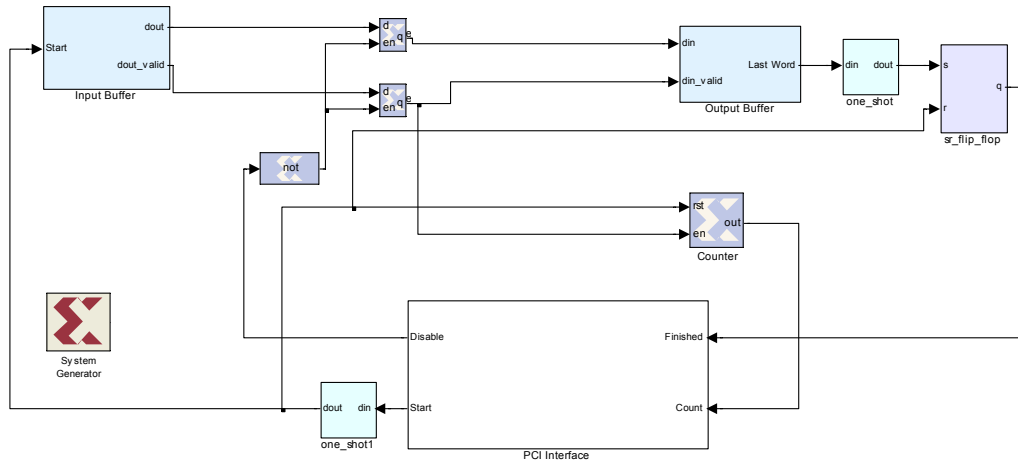 Start
dout
dout_valid
Input Buffer
d
en
q
e
d
en
q
e
din
din_valid
Last Word
Output Buffer
din
dout
one_shot
s
r
q
sr_flip_flop
not
rst
en
out
Counter
System
Generator
Disable
Start
Finished
Count
PCI Interface
dout
din
one_shot1